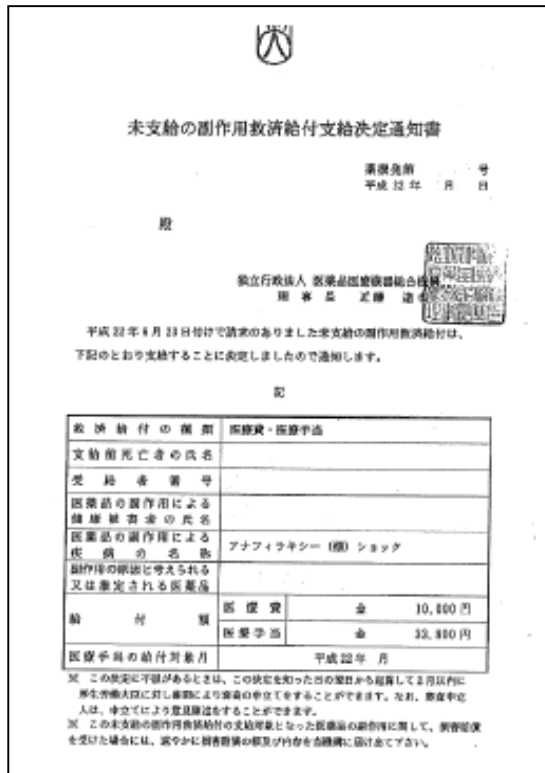 未支給の副作用救済給付支給決定通知書
薬機発第 号
平成 22 年 月 日
殿
独立行政法人 医薬品医療機器総合機構
理 事 長 近 藤 達
平成 22 年 6 月 23 日付けで請求のありました未支給の副作用救済給付は、
下記のとおり支給することに決定しましたので通知します。
記
救 済 給 付 の 種 類 医療費・医療手当
支給前死亡者の氏名
受 給 者 番 号
医薬品の副作用による
健康被害者の氏名
医薬品の副作用による
疾病の名称 アナフィラキシー（様）ショック
副作用の原因と考えられる
又は推定される医薬品
給 付 額 医 療 費 金 10,000 円
医療手当 金 33,800 円
医療手当の給付対象月 平成 22 年 月
※ この決定に不服があるときは、この決定を知った日の翌日から起算して2月以内に
厚生労働大臣に対し書面により審査の申立てをすることができます。なお、審査申立
人は、申立てにより意見陳述をすることができます。
※ この未支給の副作用救済給付の支給対象となった医薬品の副作用に関して、損害賠償
を受けた場合には、速やかに損害賠償の額及び内容を当機構に届け出て下さい。